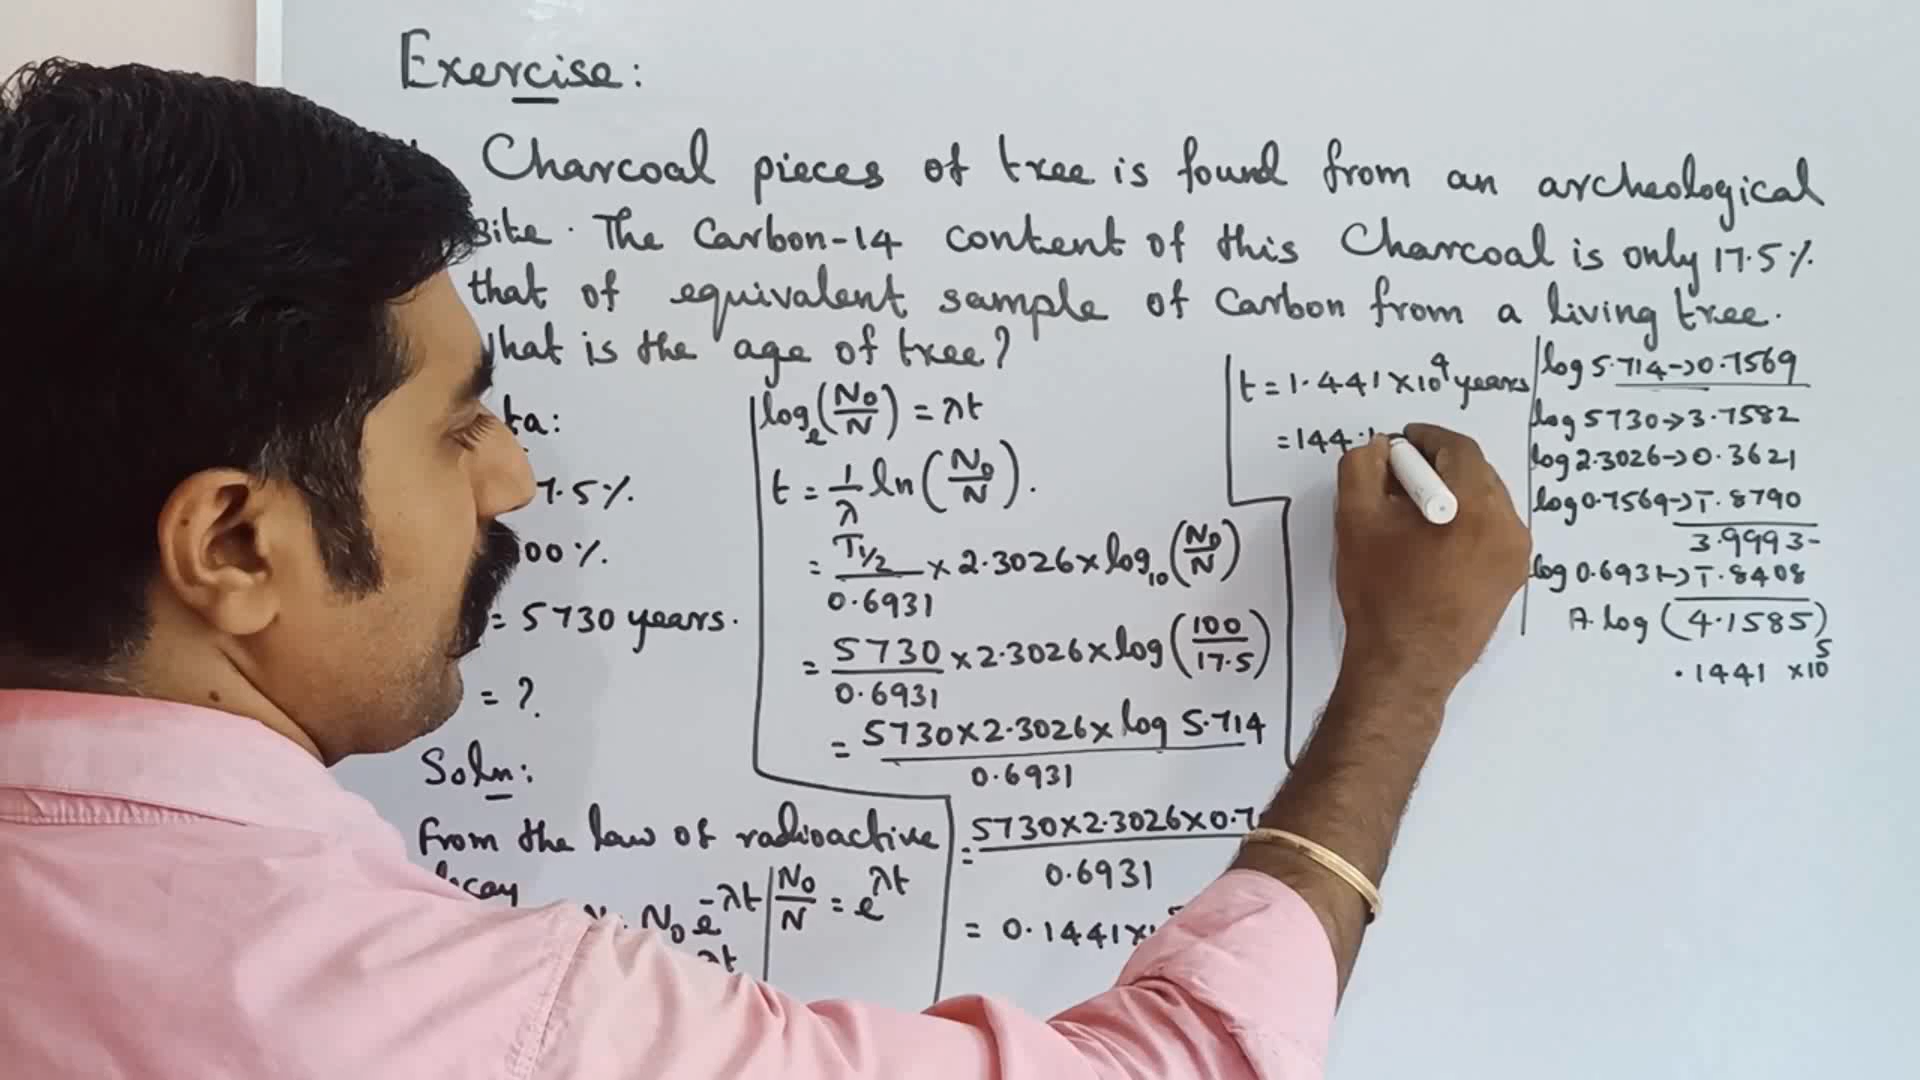 Exercise:
Charcoal pieces of tree is found from an archeological
site. The Carbon-14 content of this Charcoal is only 17.5%
that of equivalent sample of Carbon from a living tree.
What is the age of tree?
7.5%
100%.
= 5730 years.
= ?
Soln:
From the law of radioactive
decay
N₀e^-λt | N₀/N = e^λt
λt
logₑ(N₀/N) = λt
t = 1/λ ln(N₀/N).
= T½/0.6931 × 2.3026 × log₁₀(N₀/N)
= 5730/0.6931 × 2.3026 × log(100/17.5)
= 5730×2.3026× log 5.714
0.6931
= 5730×2.3026×0.7
0.6931
= 0.1441×
t = 1.441 ×10⁴ years
= 144
log 5.714→0.7569
log 5730→3.7582
log 2.3026→0.3621
log 0.7569→1̅.8790
3.9993-
log 0.6931→1̅.8408
A.log (4.1585)
.1441 ×10⁵